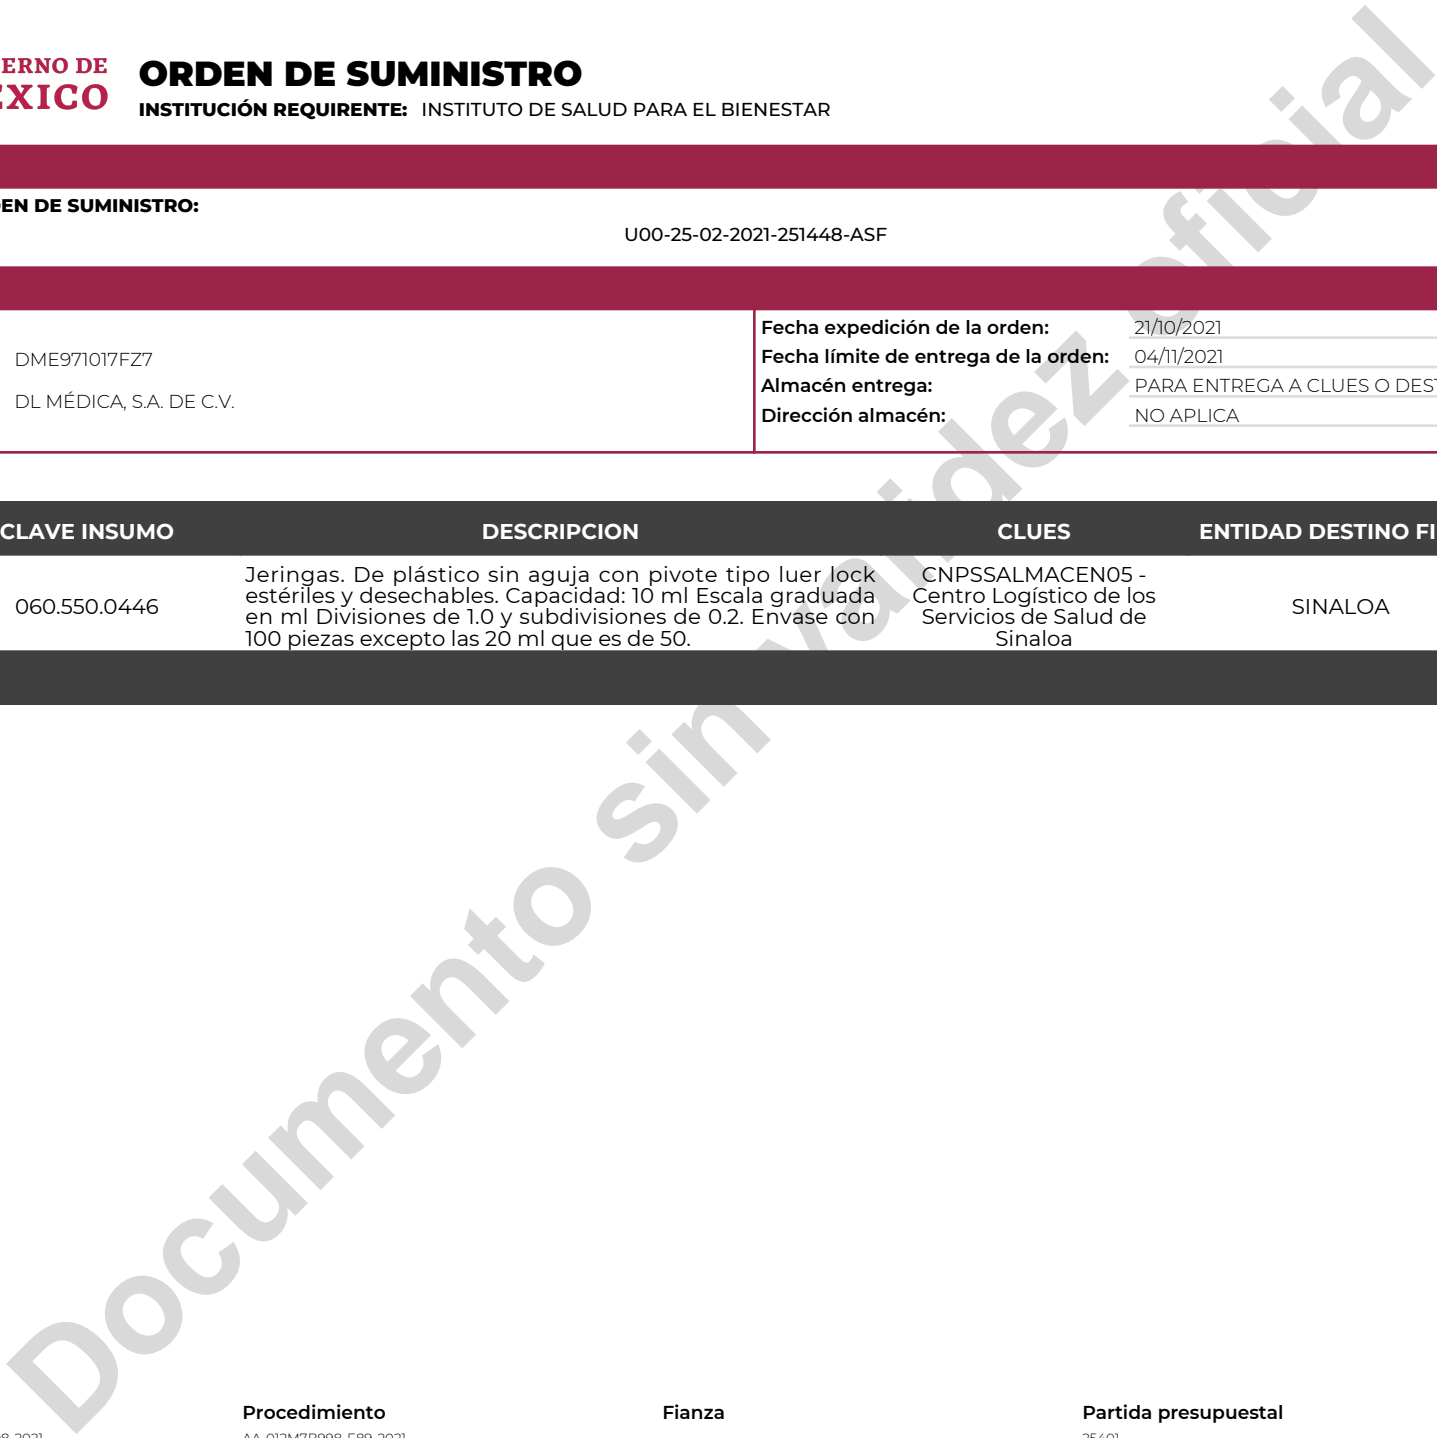 ERNO DE
EXICO
ORDEN DE SUMINISTRO
INSTITUCIÓN REQUIRENTE: INSTITUTO DE SALUD PARA EL BIENESTAR
EN DE SUMINISTRO:
U00-25-02-2021-251448-ASF
DME971017FZ7
DL MÉDICA, S.A. DE C.V.
Fecha expedición de la orden: 21/10/2021
Fecha límite de entrega de la orden: 04/11/2021
Almacén entrega: PARA ENTREGA A CLUES O DEST
Dirección almacén: NO APLICA
CLAVE INSUMO DESCRIPCION CLUES ENTIDAD DESTINO FI
060.550.0446
Jeringas. De plástico sin aguja con pivote tipo luer lock
estériles y desechables. Capacidad: 10 ml Escala graduada
en ml Divisiones de 1.0 y subdivisiones de 0.2. Envase con
100 piezas excepto las 20 ml que es de 50.
CNPSSALMACEN05 -
Centro Logístico de los
Servicios de Salud de
Sinaloa
SINALOA
Documento sin validez oficial
Procedimiento Fianza Partida presupuestal